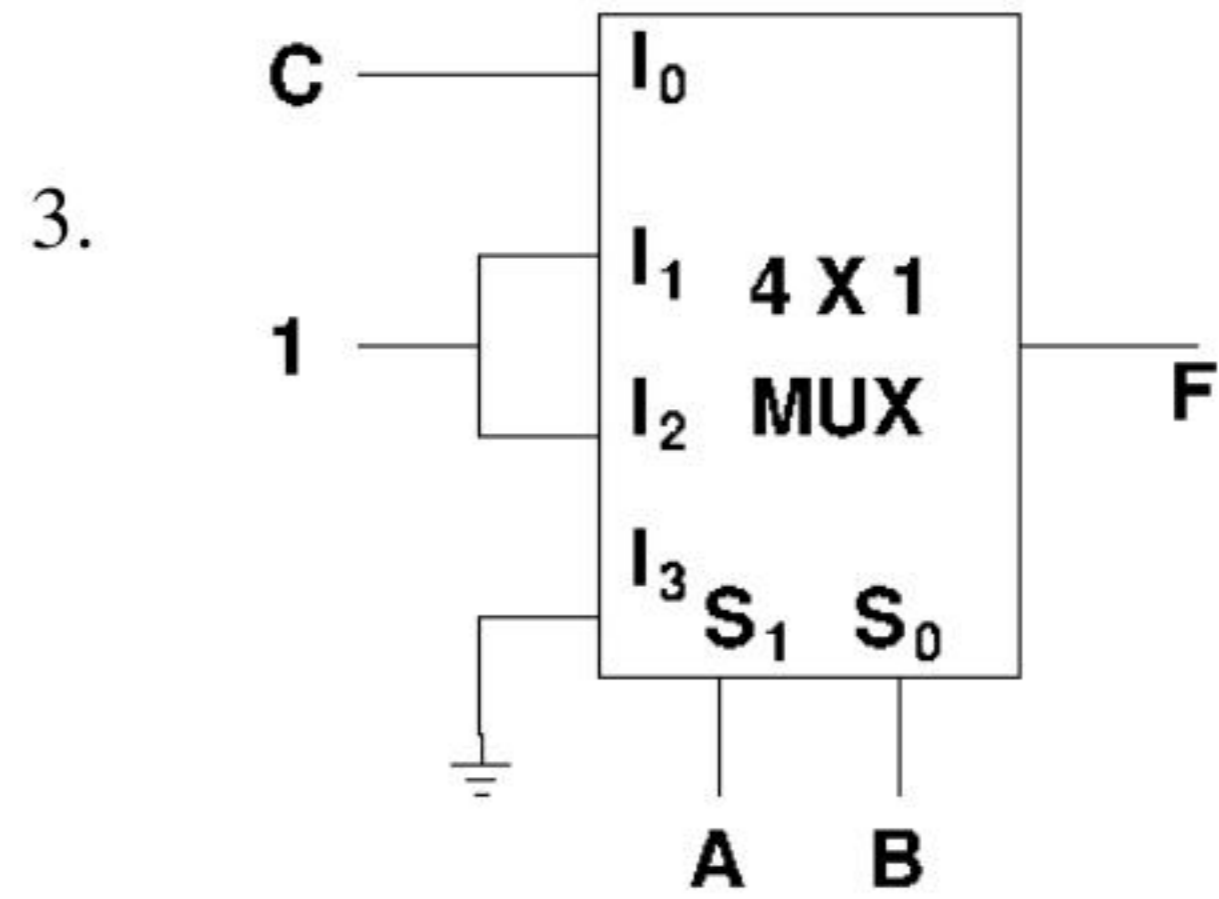 C
I₀
3.
I₁ 4 X 1
1
I₂ MUX
F
I₃
S₁ S₀
A B